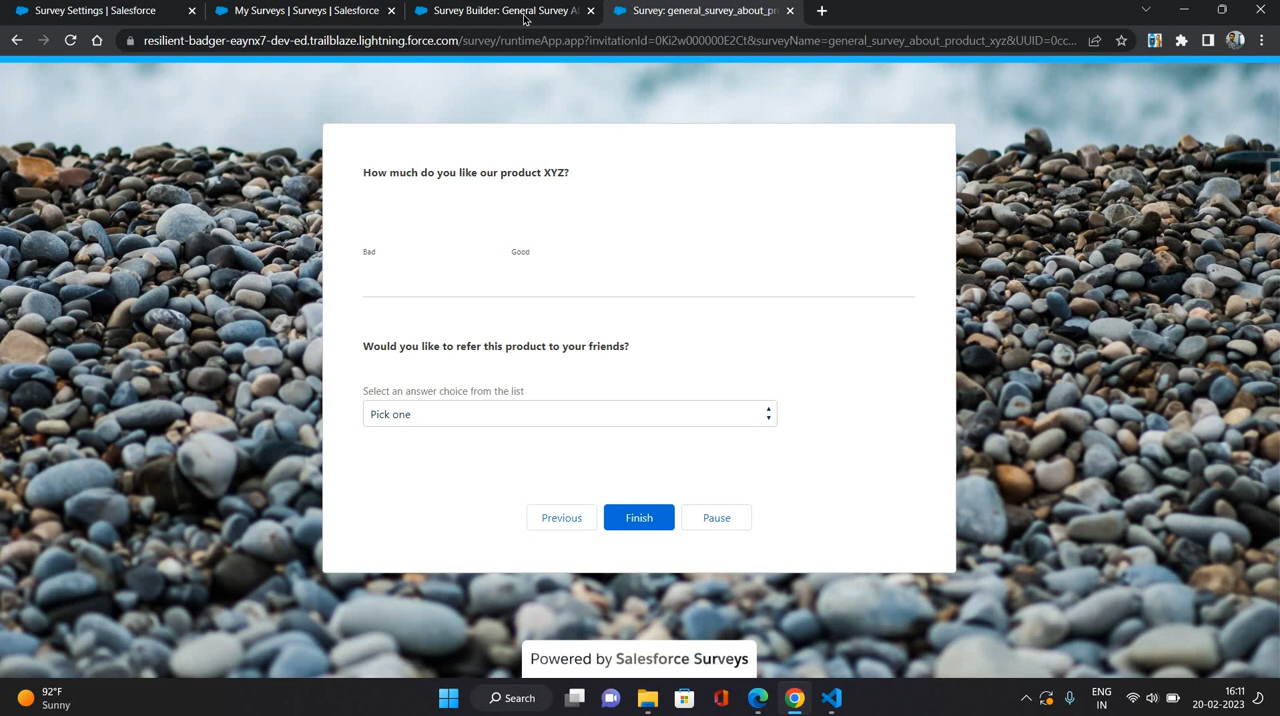 Survey Settings | Salesforce
My Surveys | Surveys | Salesforce
Survey Builder: General Survey A
Survey: general_survey_about_pr
resilient-badger-eaynx7-dev-ed.trailblaze.lightning.force.com/survey/runtimeApp.app?invitationId=0Ki2w000000E2Ct&surveyName=general_survey_about_product_xyz&UUID=0cc...
How much do you like our product XYZ?
Bad Good
Would you like to refer this product to your friends?
Select an answer choice from the list
Pick one
Previous Finish Pause
Powered by Salesforce Surveys
92°F
Sunny
Search
ENG
IN
16:11
20-02-2023